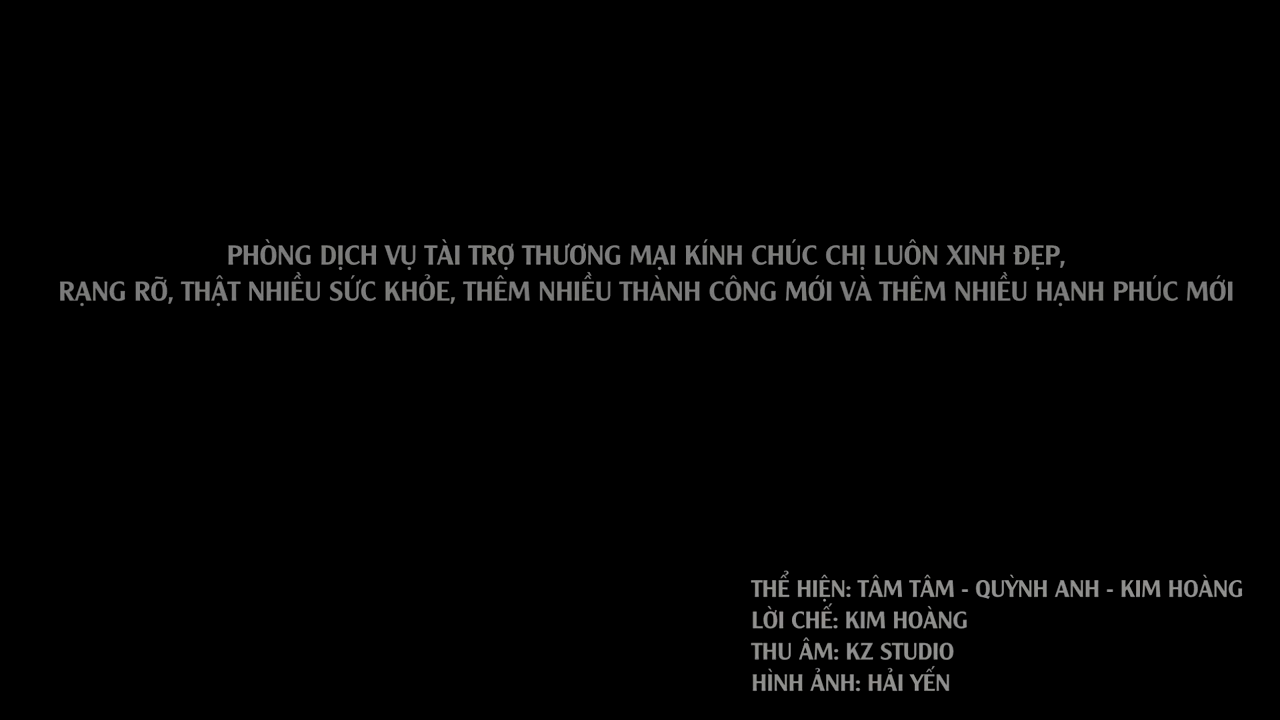 PHÒNG DỊCH VỤ TÀI TRỢ THƯƠNG MẠI KÍNH CHÚC CHỊ LUÔN XINH ĐẸP,
RẠNG RỠ, THẬT NHIỀU SỨC KHỎE, THÊM NHIỀU THÀNH CÔNG MỚI VÀ THÊM NHIỀU HẠNH PHÚC MỚI
THỂ HIỆN: TÂM TÂM - QUỲNH ANH - KIM HOÀNG
LỜI CHẾ: KIM HOÀNG
THU ÂM: KZ STUDIO
HÌNH ẢNH: HẢI YẾN